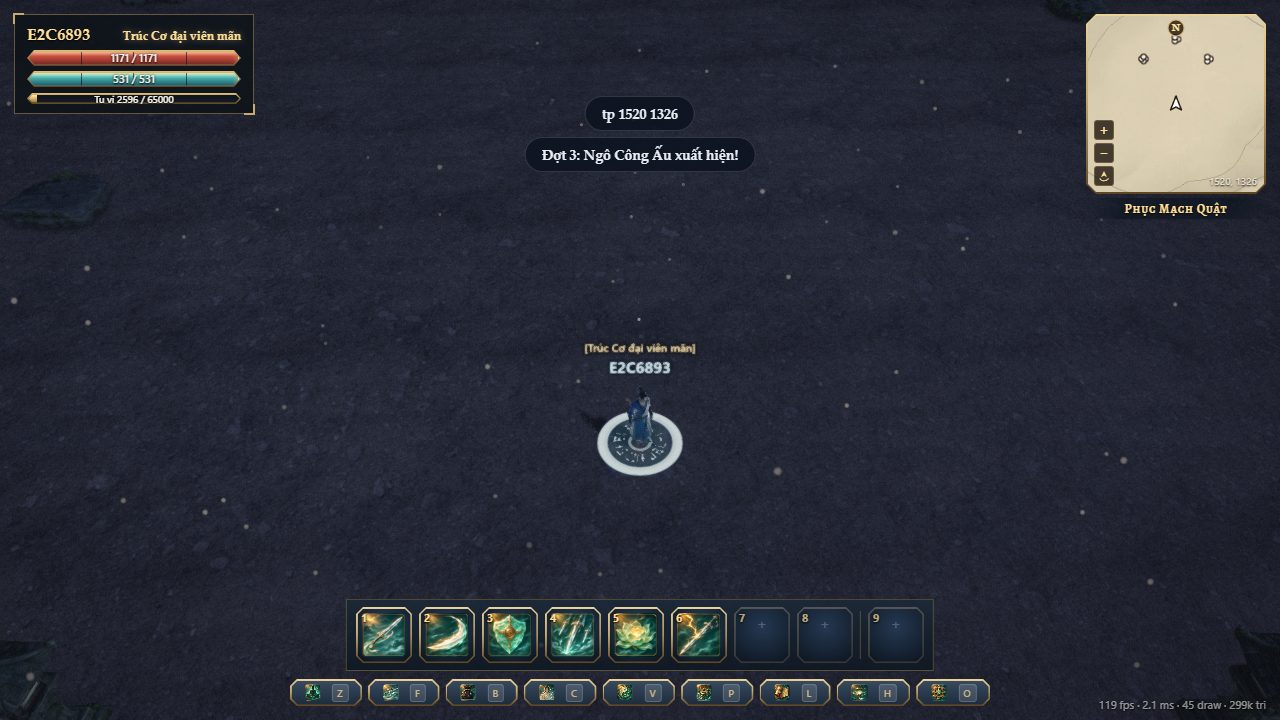 E2C6893 Trúc Cơ đại viên mãn
1171 / 1171
531 / 531
Tu vi 2596 / 65000
tp 1520 1326
Đợt 3: Ngô Công Ấu xuất hiện!
N
+
−
1520, 1326
Phục Mạch Quật
[Trúc Cơ đại viên mãn]
E2C6893
1 2 3 4 5 6 7 + 8 + 9 +
Z F B C V P L H O
119 fps · 2.1 ms · 45 draw · 299k tri